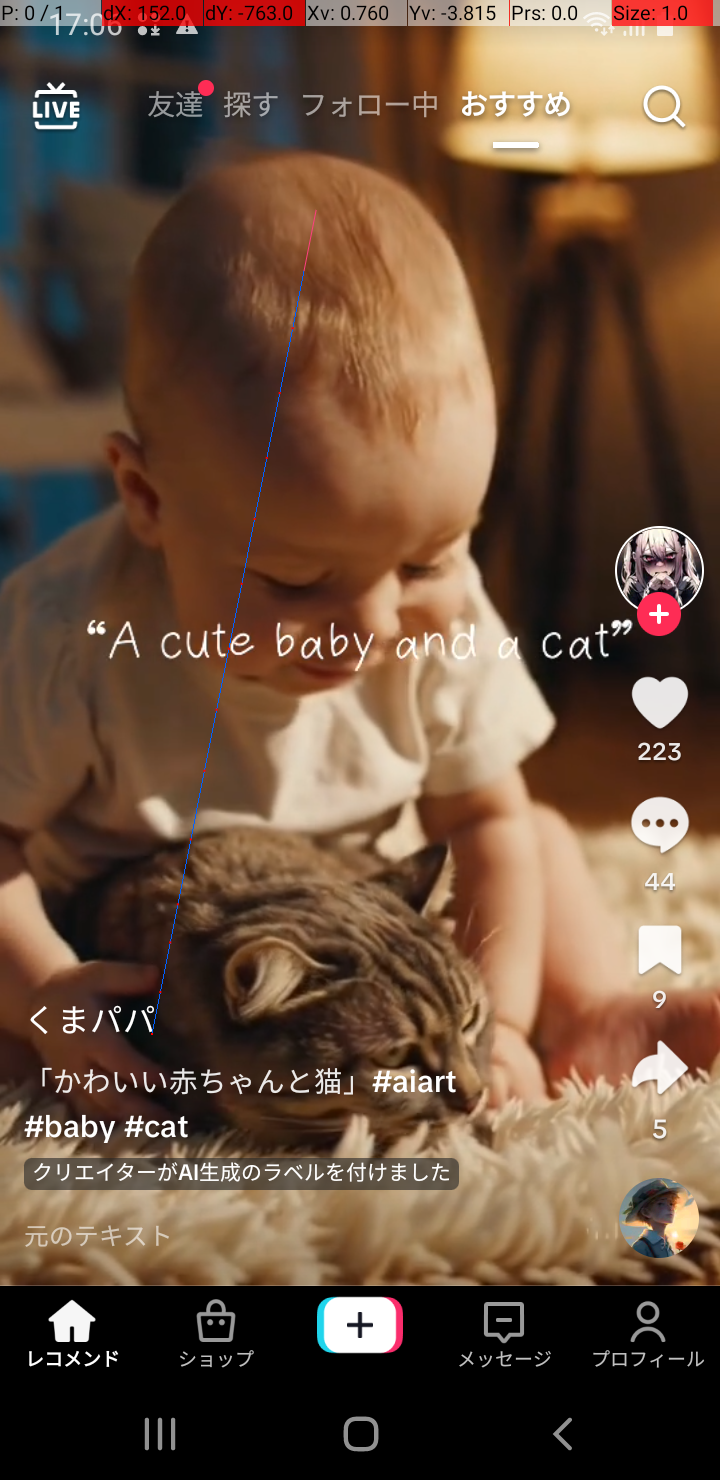 P: 0 / 1 dX: 152.0 dY: -763.0 Xv: 0.760 Yv: -3.815 Prs: 0.0 Size: 1.0
17:06
LIVE 友達 探す フォロー中 おすすめ
“A cute baby and a cat”
223
44
9
5
くまパパ
「かわいい赤ちゃんと猫」#aiart
#baby #cat
クリエイターがAI生成のラベルを付けました
元のテキスト
レコメンド ショップ メッセージ プロフィール